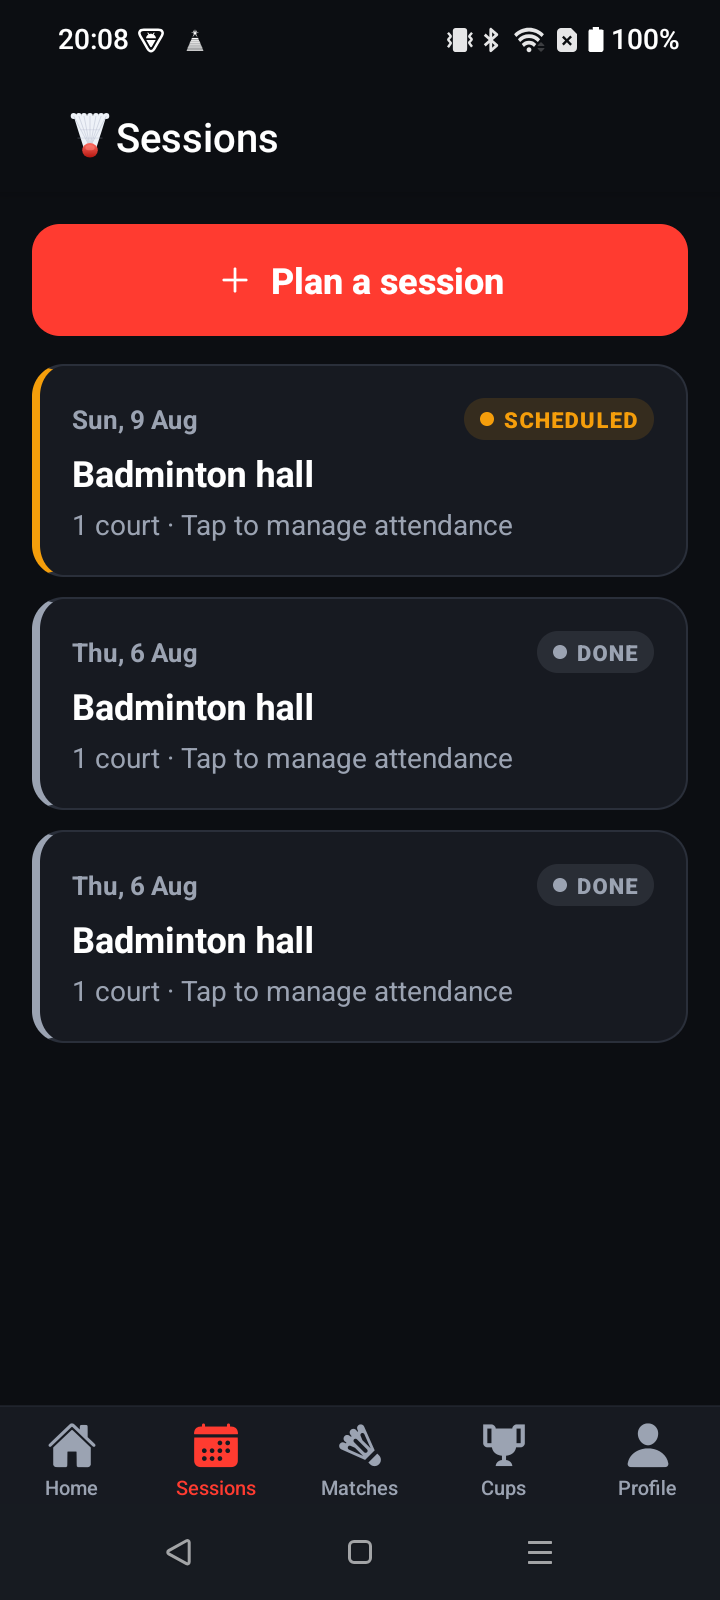 20:08 100%
Sessions
+ Plan a session
Sun, 9 Aug SCHEDULED
Badminton hall
1 court · Tap to manage attendance
Thu, 6 Aug DONE
Badminton hall
1 court · Tap to manage attendance
Thu, 6 Aug DONE
Badminton hall
1 court · Tap to manage attendance
Home Sessions Matches Cups Profile